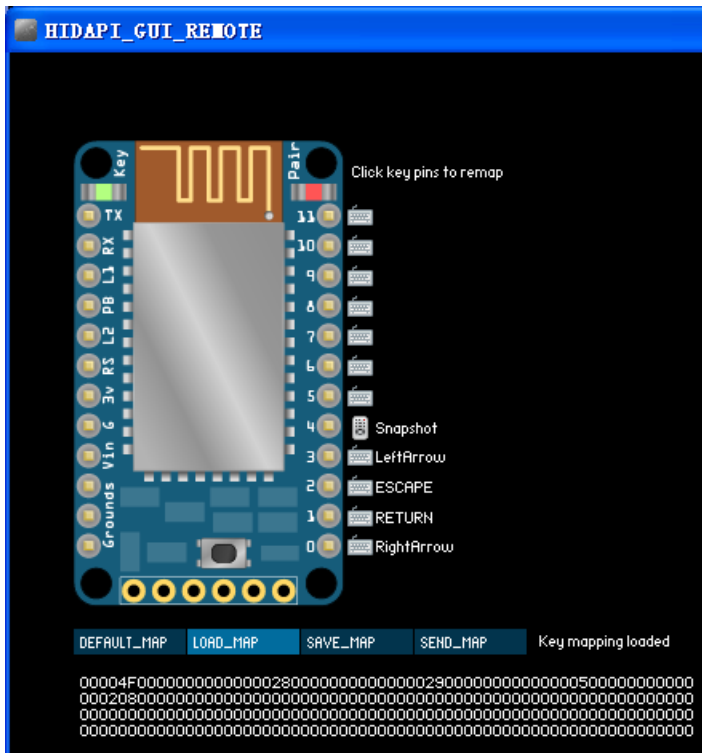 HIDAPI_GUI_REMOTE
Key
Pair
Click key pins to remap
TX
11
RX
10
L1
9
PB
8
L2
7
RS
6
3v
5
G
4
Snapshot
Vin
3
LeftArrow
Grounds
2
ESCAPE
1
RETURN
0
RightArrow
DEFAULT_MAP LOAD_MAP SAVE_MAP SEND_MAP Key mapping loaded
00004F0000000000000028000000000000002900000000000000500000000000
0002080000000000000000000000000000000000000000000000000000000000
0000000000000000000000000000000000000000000000000000000000000000
0000000000000000000000000000000000000000000000000000000000000000